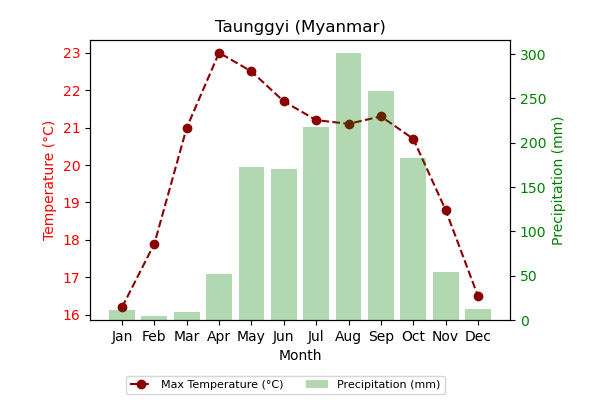 Taunggyi (Myanmar)
23
22
21
20
19
18
17
16
Temperature (°C)
300
250
200
150
100
50
0
Precipitation (mm)
Jan Feb Mar Apr May Jun Jul Aug Sep Oct Nov Dec
Month
Max Temperature (°C) Precipitation (mm)